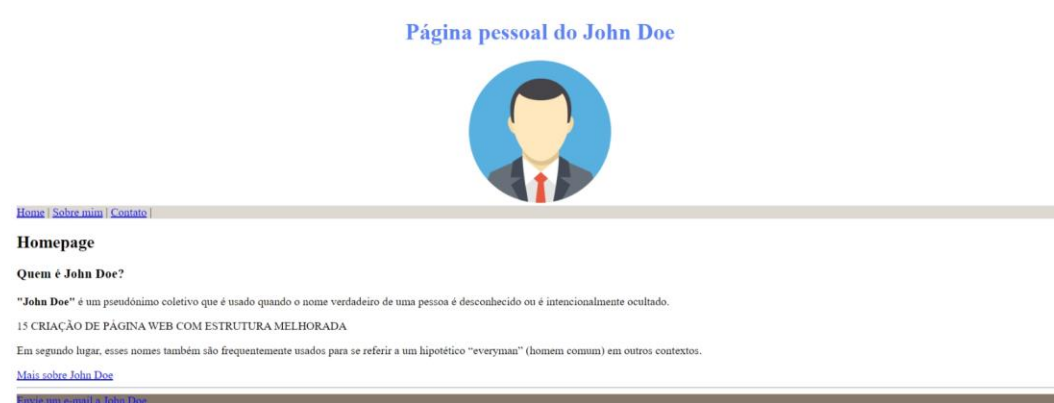 Página pessoal do John Doe
Home | Sobre mim | Contato |
Homepage
Quem é John Doe?
"John Doe" é um pseudónimo coletivo que é usado quando o nome verdadeiro de uma pessoa é desconhecido ou é intencionalmente ocultado.
15 CRIAÇÃO DE PÁGINA WEB COM ESTRUTURA MELHORADA
Em segundo lugar, esses nomes também são frequentemente usados para se referir a um hipotético “everyman” (homem comum) em outros contextos.
Mais sobre John Doe
Envie um e-mail a John Doe